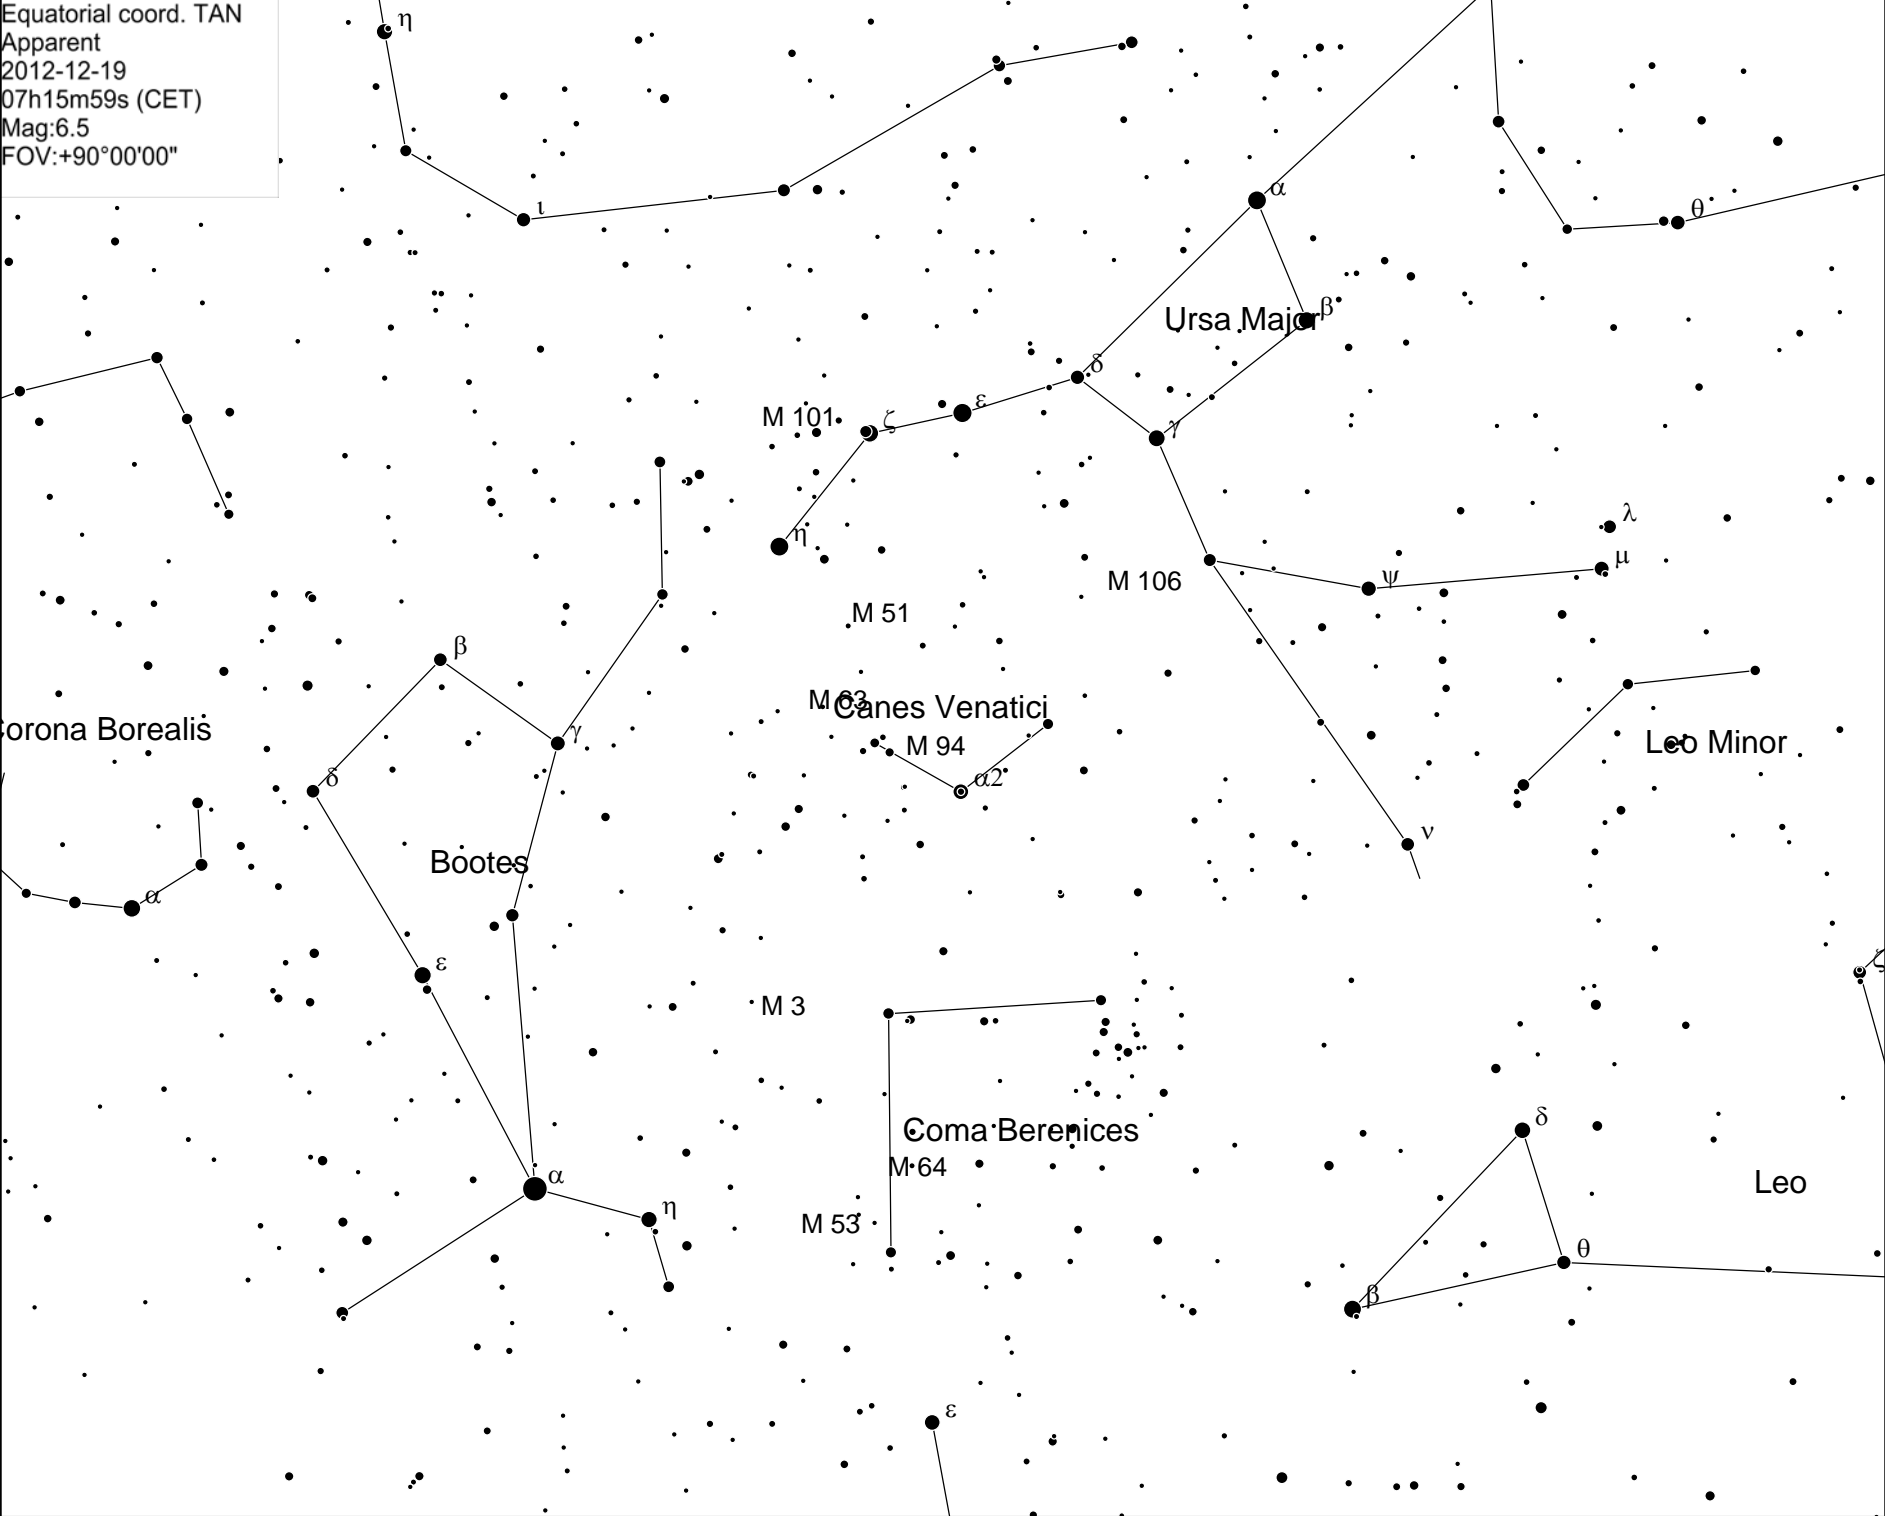 Equatorial coord. TAN
Apparent
2012-12-19
07h15m59s (CET)
Mag:6.5
FOV:+90°00'00"
η
ι
α
θ
Ursa Major
β
δ
ε
M 101
ζ
γ
η
λ
μ
M 106
ψ
M 51
β
M 63
Canes Venatici
Corona Borealis
γ
M 94
Leo Minor
δ
α2
ν
Bootes
α
ε
ζ
M 3
δ
Coma Berenices
M 64
α
Leo
η
M 53
θ
β
ε